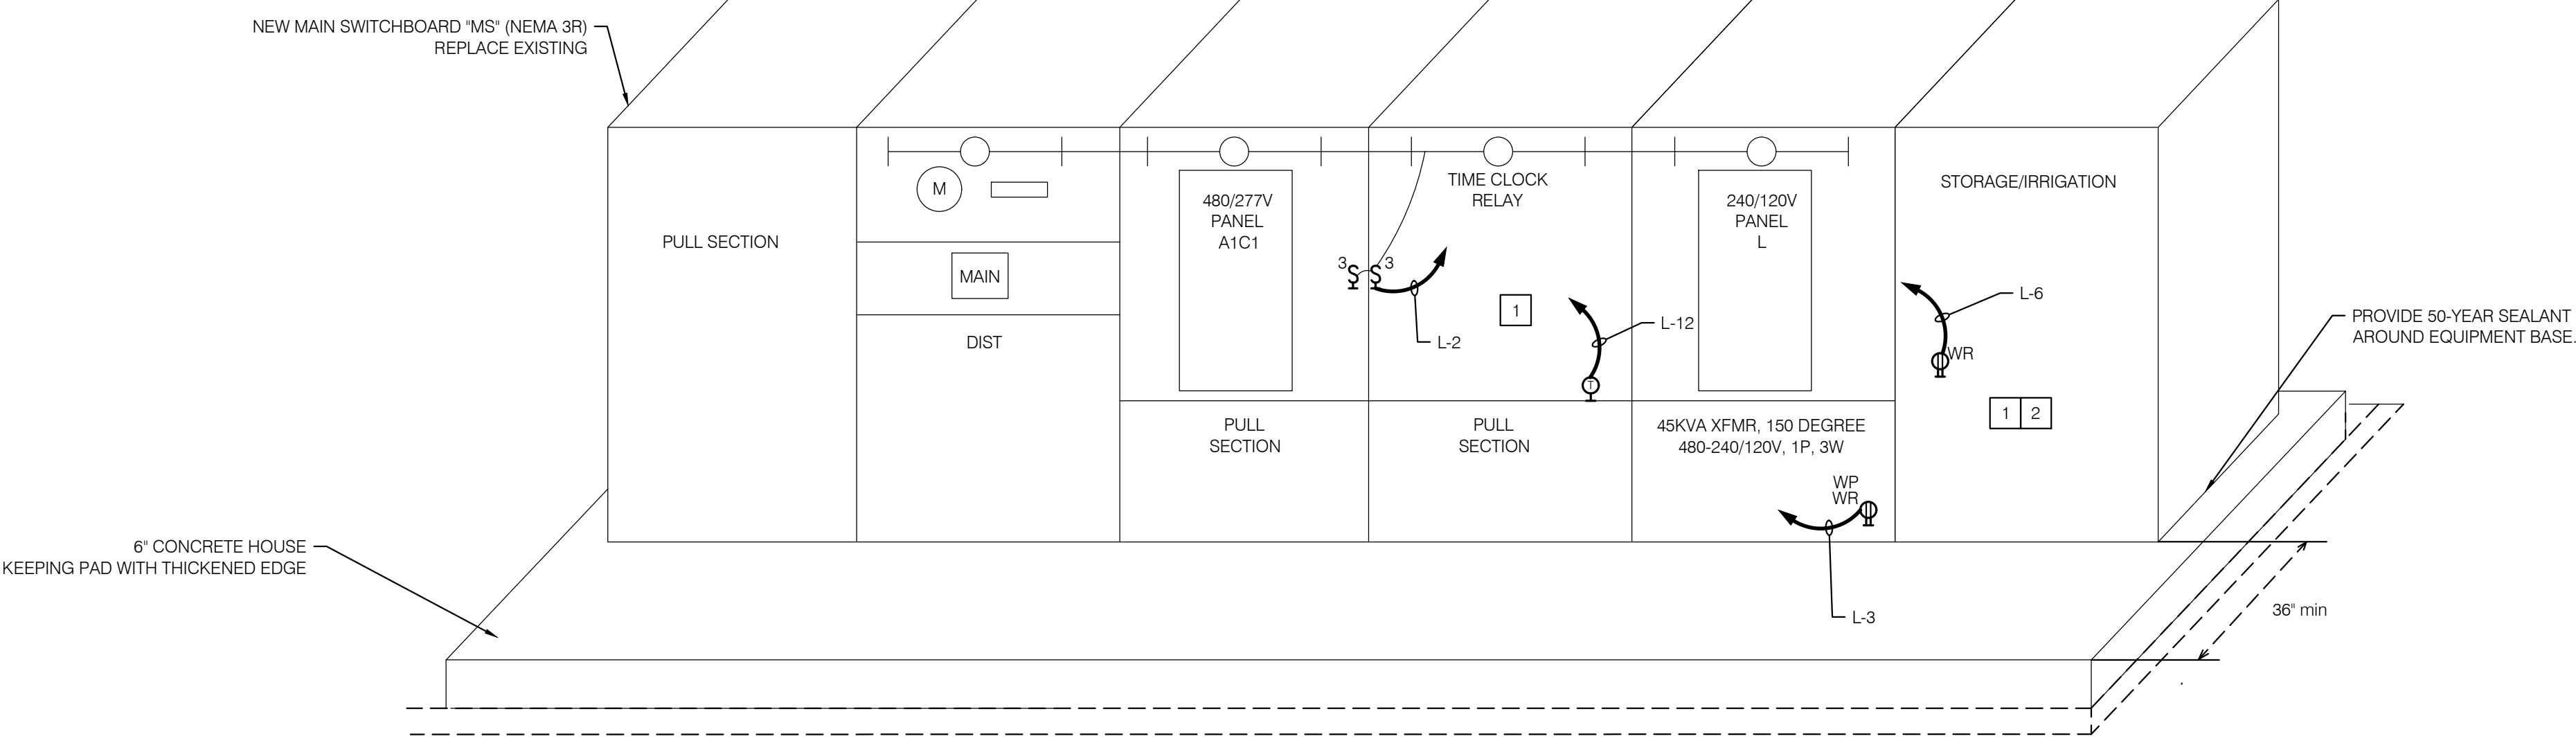 NEW MAIN SWITCHBOARD "MS" (NEMA 3R)
REPLACE EXISTING
M
TIME CLOCK
RELAY
STORAGE/IRRIGATION
480/277V
PANEL
A1C1
240/120V
PANEL
L
PULL SECTION
MAIN
3
3
1
L-2
L-12
L-6
WR
DIST
T
PROVIDE 50-YEAR SEALANT
AROUND EQUIPMENT BASE.
1 2
PULL
SECTION
PULL
SECTION
45KVA XFMR, 150 DEGREE
480-240/120V, 1P, 3W
WP
WR
6" CONCRETE HOUSE
KEEPING PAD WITH THICKENED EDGE
L-3
36" min